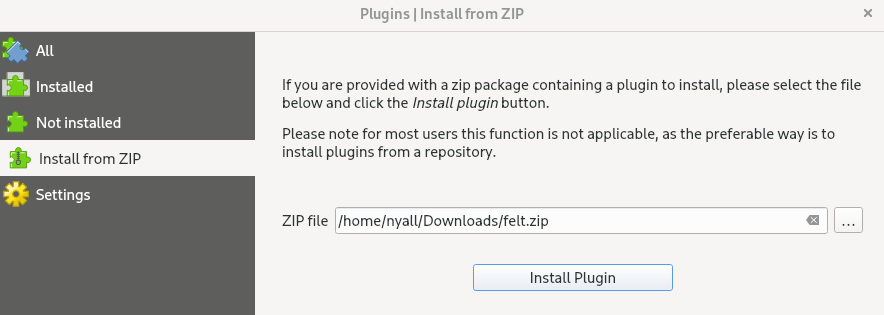 Plugins | Install from ZIP
All
Installed
Not installed
Install from ZIP
Settings
If you are provided with a zip package containing a plugin to install, please select the file
below and click the Install plugin button.
Please note for most users this function is not applicable, as the preferable way is to
install plugins from a repository.
ZIP file /home/nyall/Downloads/felt.zip ...
Install Plugin